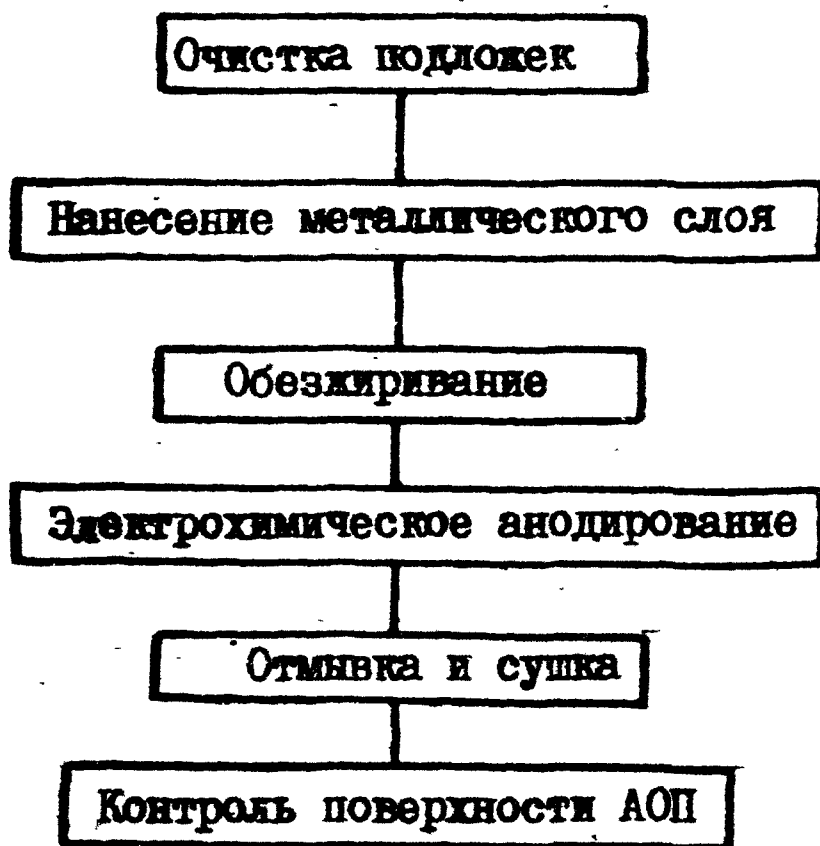 Очистка подложек
Нанесение металлического слоя
Обезжиривание
Электрохимическое анодирование
Отмывка и сушка
Контроль поверхности АОП